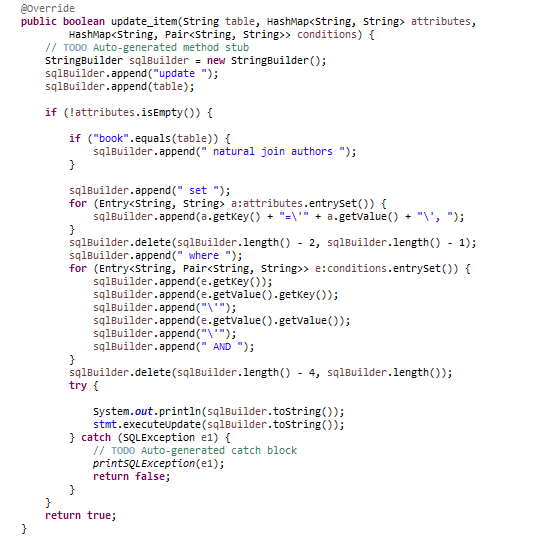 @Override
public boolean update_item(String table, HashMap<String, String> attributes,
        HashMap<String, Pair<String, String>> conditions) {
    // TODO Auto-generated method stub
    StringBuilder sqlBuilder = new StringBuilder();
    sqlBuilder.append("update ");
    sqlBuilder.append(table);

    if (!attributes.isEmpty()) {

        if ("book".equals(table)) {
            sqlBuilder.append(" natural join authors ");
        }

        sqlBuilder.append(" set ");
        for (Entry<String, String> a:attributes.entrySet()) {
            sqlBuilder.append(a.getKey() + "=\'" + a.getValue() + "\', ");
        }
        sqlBuilder.delete(sqlBuilder.length() - 2, sqlBuilder.length() - 1);
        sqlBuilder.append(" where ");
        for (Entry<String, Pair<String, String>> e:conditions.entrySet()) {
            sqlBuilder.append(e.getKey());
            sqlBuilder.append(e.getValue().getKey());
            sqlBuilder.append("\'");
            sqlBuilder.append(e.getValue().getValue());
            sqlBuilder.append("\'");
            sqlBuilder.append(" AND ");
        }
        sqlBuilder.delete(sqlBuilder.length() - 4, sqlBuilder.length());
        try {

            System.out.println(sqlBuilder.toString());
            stmt.executeUpdate(sqlBuilder.toString());
        } catch (SQLException e1) {
            // TODO Auto-generated catch block
            printSQLException(e1);
            return false;
        }
    }
    return true;
}